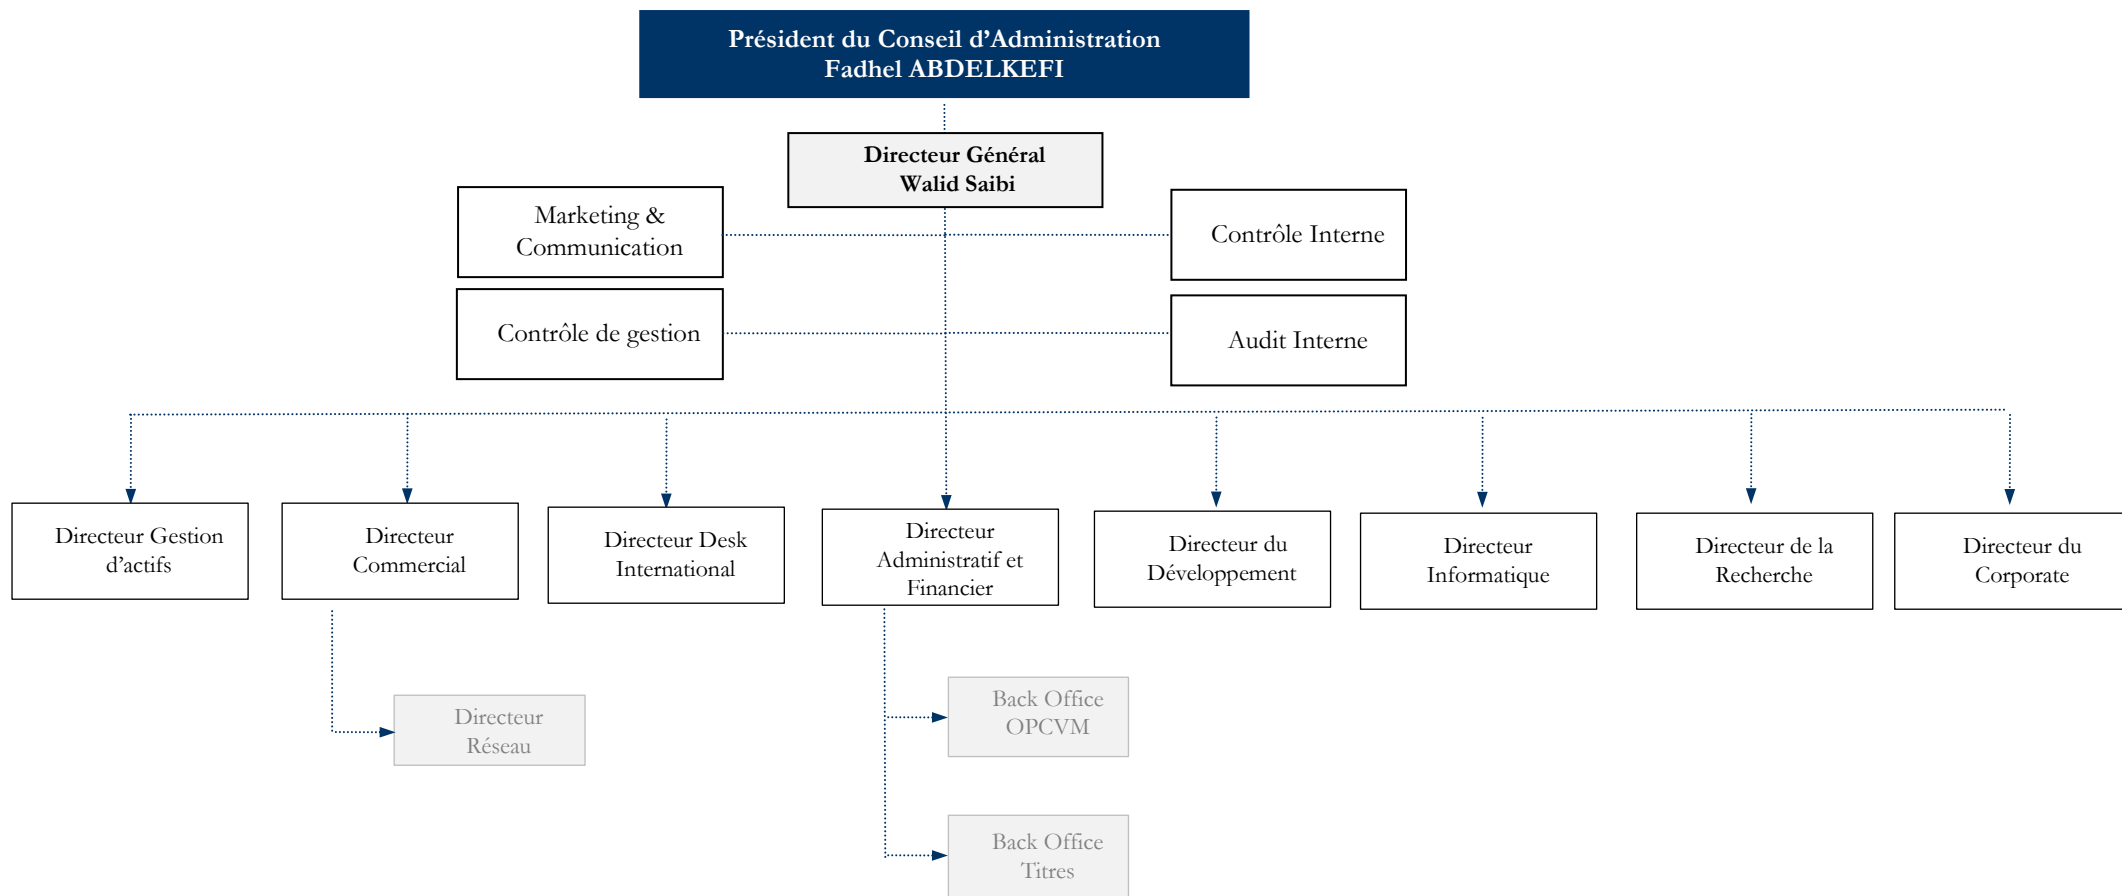 Président du Conseil d’Administration
Fadhel ABDELKEFI
Directeur Général
Walid Saibi
Marketing &
Communication
Contrôle Interne
Contrôle de gestion
Audit Interne
Directeur Gestion
d’actifs
Directeur
Commercial
Directeur Desk
International
Directeur
Administratif et
Financier
Directeur du
Développement
Directeur
Informatique
Directeur de la
Recherche
Directeur du
Corporate
Directeur
Réseau
Back Office
OPCVM
Back Office
Titres